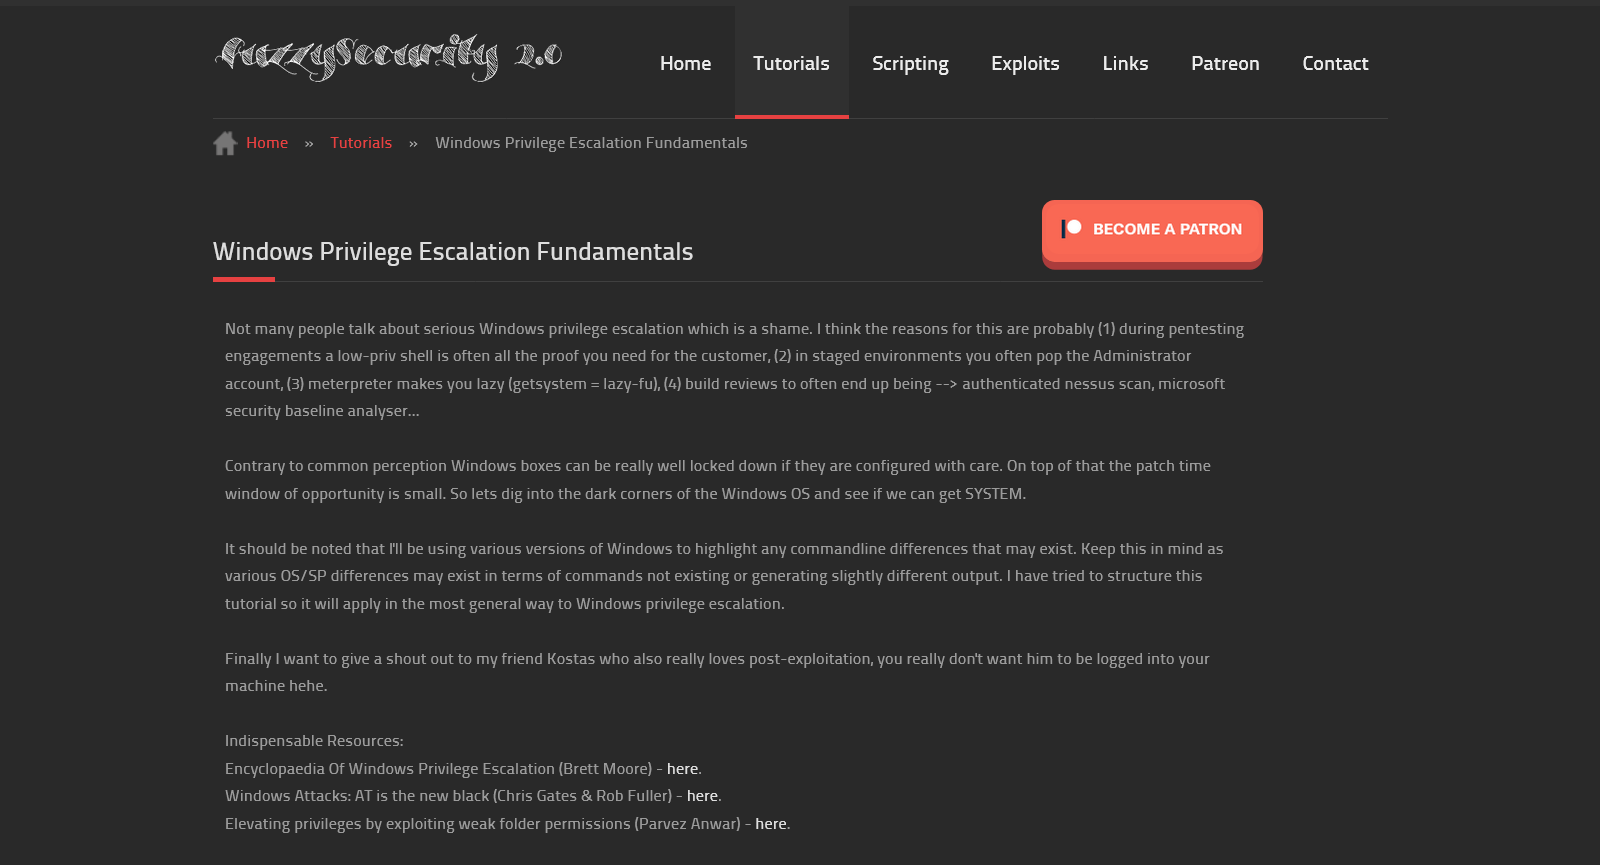 FuzzySecurity 2.0
Home Tutorials Scripting Exploits Links Patreon Contact
Home » Tutorials » Windows Privilege Escalation Fundamentals
BECOME A PATRON
Windows Privilege Escalation Fundamentals
Not many people talk about serious Windows privilege escalation which is a shame. I think the reasons for this are probably (1) during pentesting
engagements a low-priv shell is often all the proof you need for the customer, (2) in staged environments you often pop the Administrator
account, (3) meterpreter makes you lazy (getsystem = lazy-fu), (4) build reviews to often end up being --> authenticated nessus scan, microsoft
security baseline analyser...
Contrary to common perception Windows boxes can be really well locked down if they are configured with care. On top of that the patch time
window of opportunity is small. So lets dig into the dark corners of the Windows OS and see if we can get SYSTEM.
It should be noted that I'll be using various versions of Windows to highlight any commandline differences that may exist. Keep this in mind as
various OS/SP differences may exist in terms of commands not existing or generating slightly different output. I have tried to structure this
tutorial so it will apply in the most general way to Windows privilege escalation.
Finally I want to give a shout out to my friend Kostas who also really loves post-exploitation, you really don't want him to be logged into your
machine hehe.
Indispensable Resources:
Encyclopaedia Of Windows Privilege Escalation (Brett Moore) - here.
Windows Attacks: AT is the new black (Chris Gates & Rob Fuller) - here.
Elevating privileges by exploiting weak folder permissions (Parvez Anwar) - here.